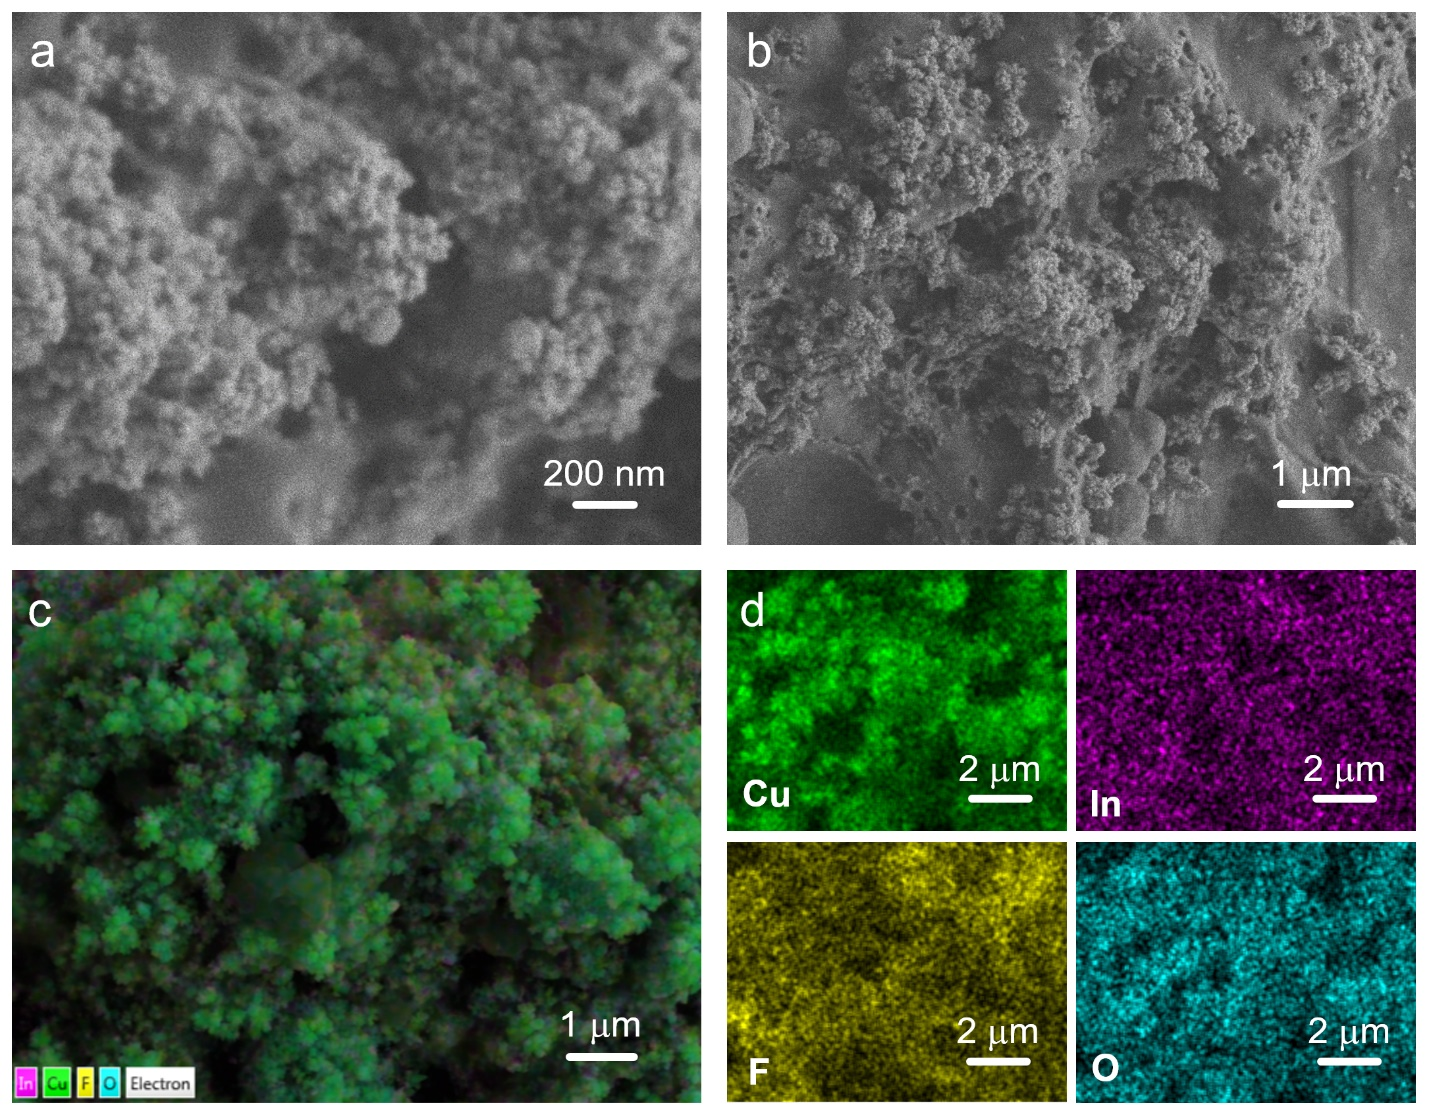 a
200 nm
b
1 μm
c
1 μm
In Cu F O Electron
d
2 μm
Cu
2 μm
In
2 μm
F
2 μm
O